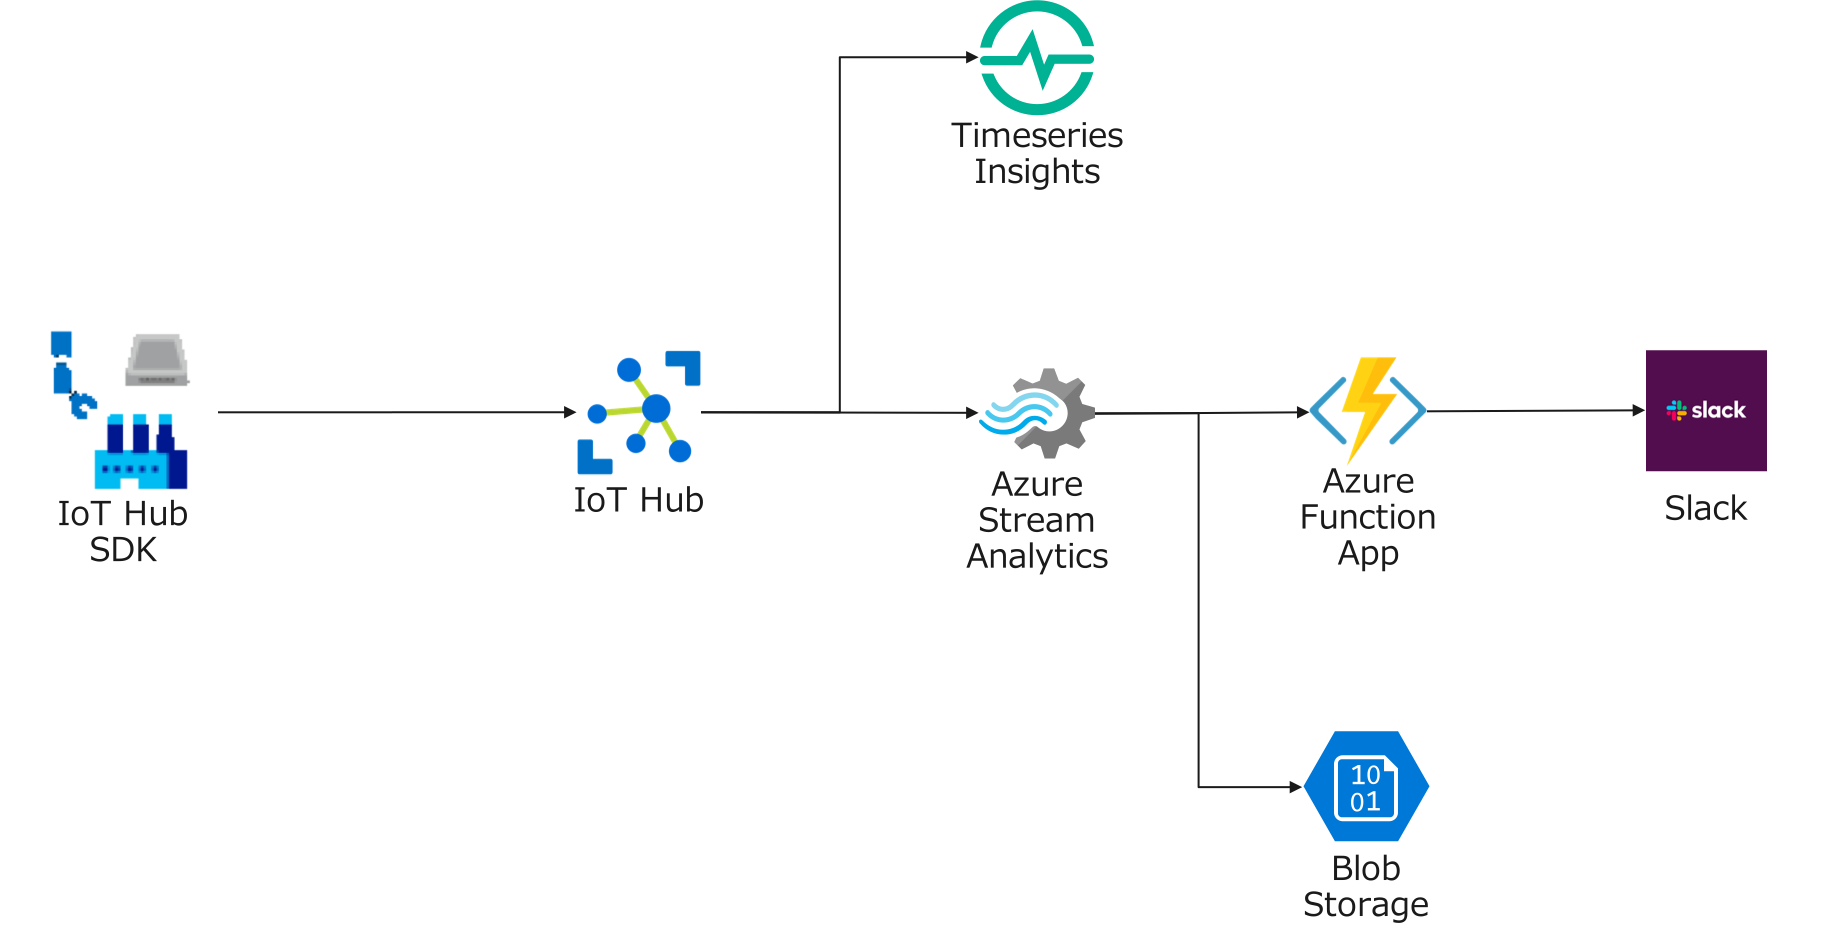 Timeseries
Insights
IoT Hub
SDK
IoT Hub
Azure
Stream
Analytics
Azure
Function
App
slack
Slack
10
01
Blob
Storage